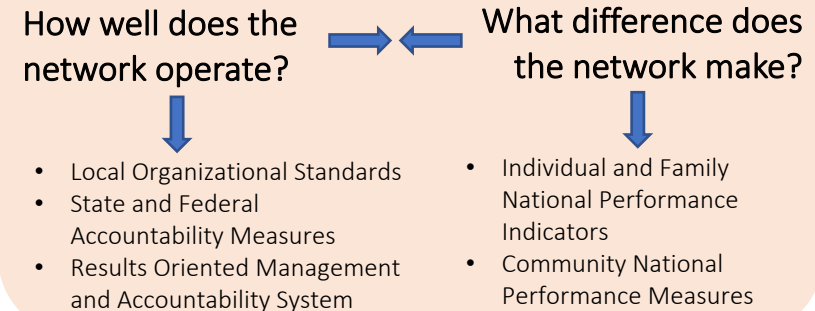 How well does the
network operate?
What difference does
the network make?
• Local Organizational Standards
• State and Federal
Accountability Measures
• Results Oriented Management
and Accountability System
• Individual and Family
National Performance
Indicators
• Community National
Performance Measures